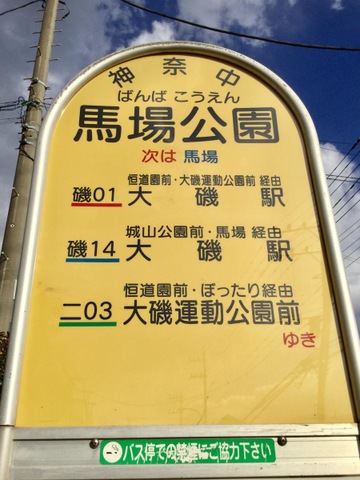 神奈中
ばんば こうえん
馬場公園
次は 馬場
恒道園前・大磯運動公園前 経由
磯01 大磯駅
城山公園前・馬場 経由
磯14 大磯駅
恒道園前・ぼったり経由
二03 大磯運動公園前
ゆき
バス停での禁煙にご協力下さい